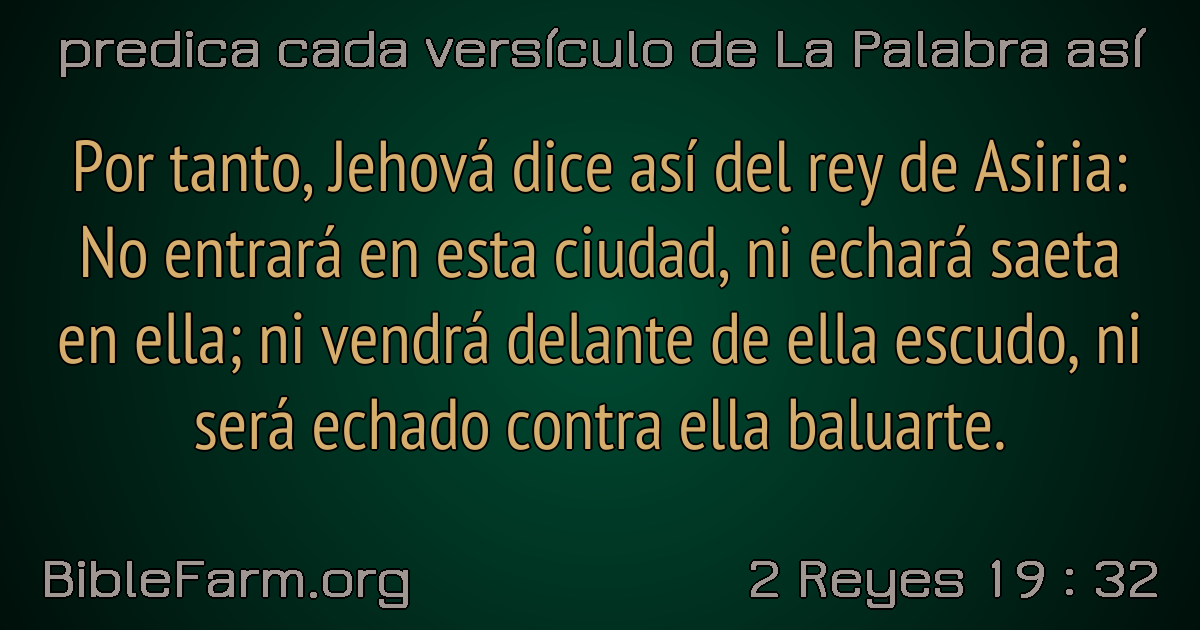 predica cada versículo de La Palabra así
Por tanto, Jehová dice así del rey de Asiria:
No entrará en esta ciudad, ni echará saeta
en ella; ni vendrá delante de ella escudo, ni
será echado contra ella baluarte.
BibleFarm.org
2 Reyes 19 : 32